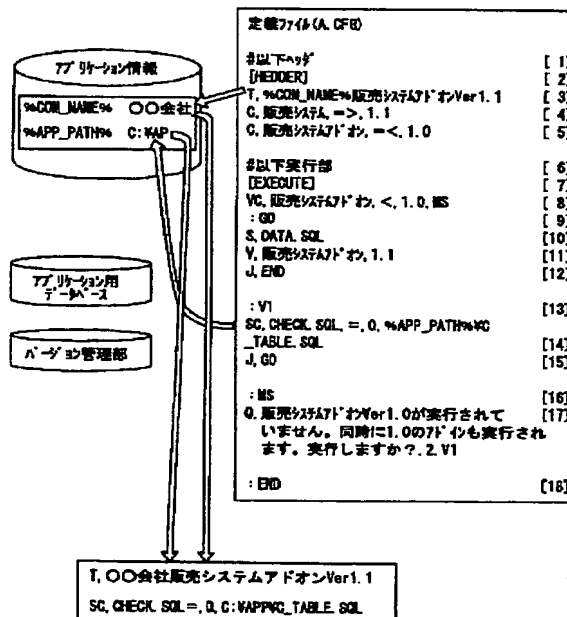 アプリケーション情報
%COM_NAME% 〇〇会社
%APP_PATH% C:¥AP
アプリケーション用
データベース
バージョン管理部
定義ファイル(A.CFB)
#以下ヘッダ [ 1]
[HEDDER] [ 2]
T,%COM_NAME%販売システムアドオンVer1.1 [ 3]
C,販売システム,=>,1.1 [ 4]
C,販売システムアドオン,=<,1.0 [ 5]
#以下実行部 [ 6]
[EXECUTE] [ 7]
VC,販売システムアドオン,<,1.0,MS [ 8]
:GO [ 9]
S,DATA.SQL [10]
V,販売システムアドオン,1.1 [11]
J,END [12]
:V1 [13]
SC,CHECK.SQL,=,0,%APP_PATH%¥C
_TABLE.SQL [14]
J,GO [15]
:MS [16]
Q,販売システムアドオンVer1.0が実行されて [17]
いません。同時に1.0のアドインも実行され
ます。実行しますか?,2,V1
:END [18]
T,〇〇会社販売システムアドオンVer1.1
SC,CHECK.SQL=,0,C:¥APP¥C_TABLE.SQL